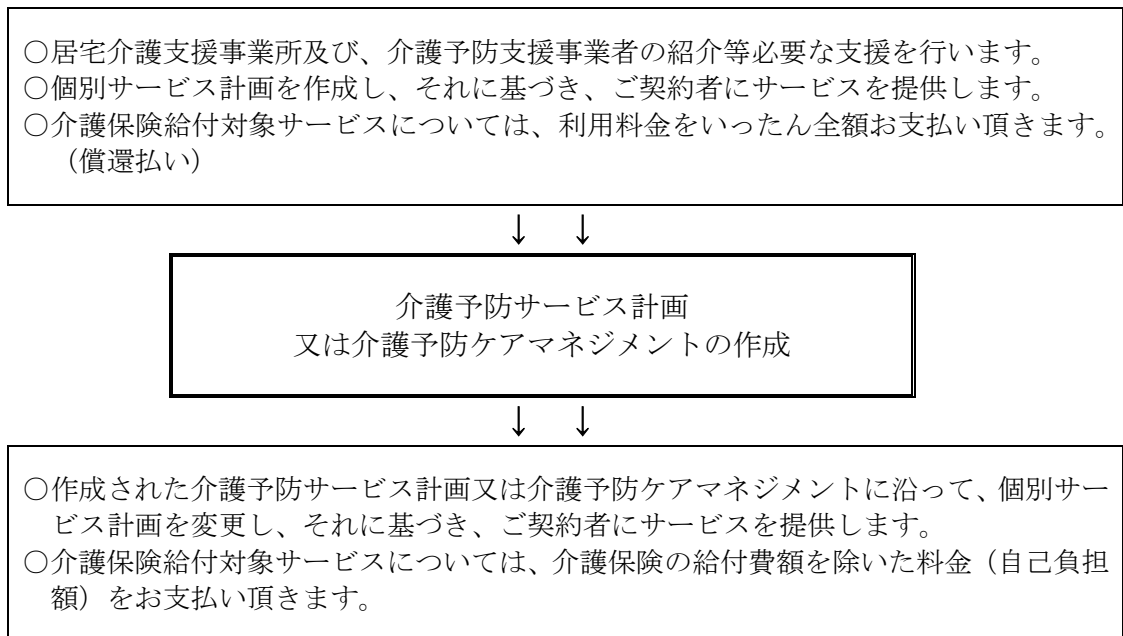 ○居宅介護支援事業所及び、介護予防支援事業者の紹介等必要な支援を行います。
○個別サービス計画を作成し、それに基づき、ご契約者にサービスを提供します。
○介護保険給付対象サービスについては、利用料金をいったん全額お支払い頂きます。
（償還払い）
↓ ↓
介護予防サービス計画
又は介護予防ケアマネジメントの作成
↓ ↓
○作成された介護予防サービス計画又は介護予防ケアマネジメントに沿って、個別サー
ビス計画を変更し、それに基づき、ご契約者にサービスを提供します。
○介護保険給付対象サービスについては、介護保険の給付費額を除いた料金（自己負担
額）をお支払い頂きます。